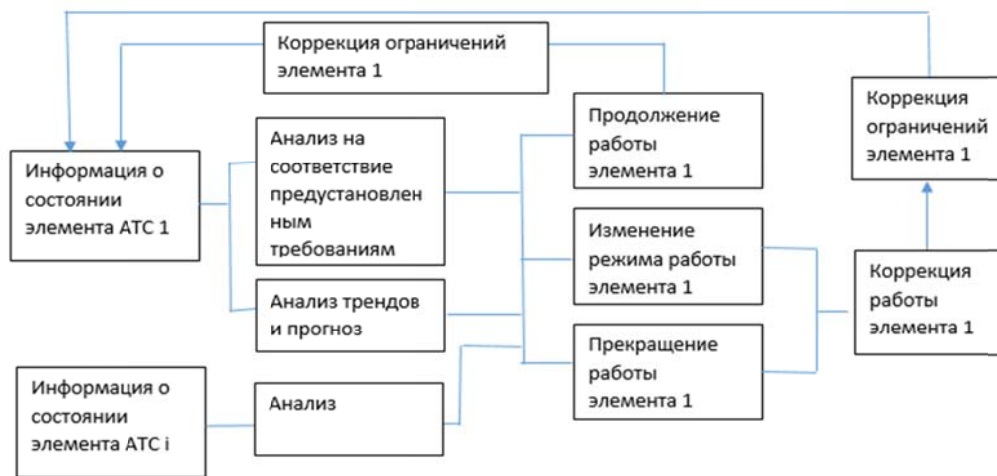 Коррекция ограничений
элемента 1
Коррекция
ограничений
элемента 1
Информация о
состоянии
элемента АТС 1
Анализ на
соответствие
предустановлен
ным
требованиям
Продолжение
работы
элемента 1
Анализ трендов
и прогноз
Изменение
режима работы
элемента 1
Коррекция
работы
элемента 1
Информация о
состоянии
элемента АТС i
Анализ
Прекращение
работы
элемента 1